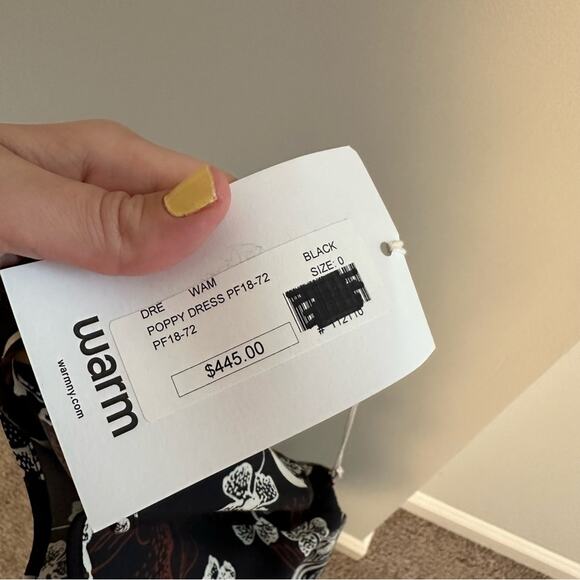 warm
warmny.com
DRE WAM BLACK
POPPY DRESS PF18-72 SIZE: 0
PF18-72
$445.00